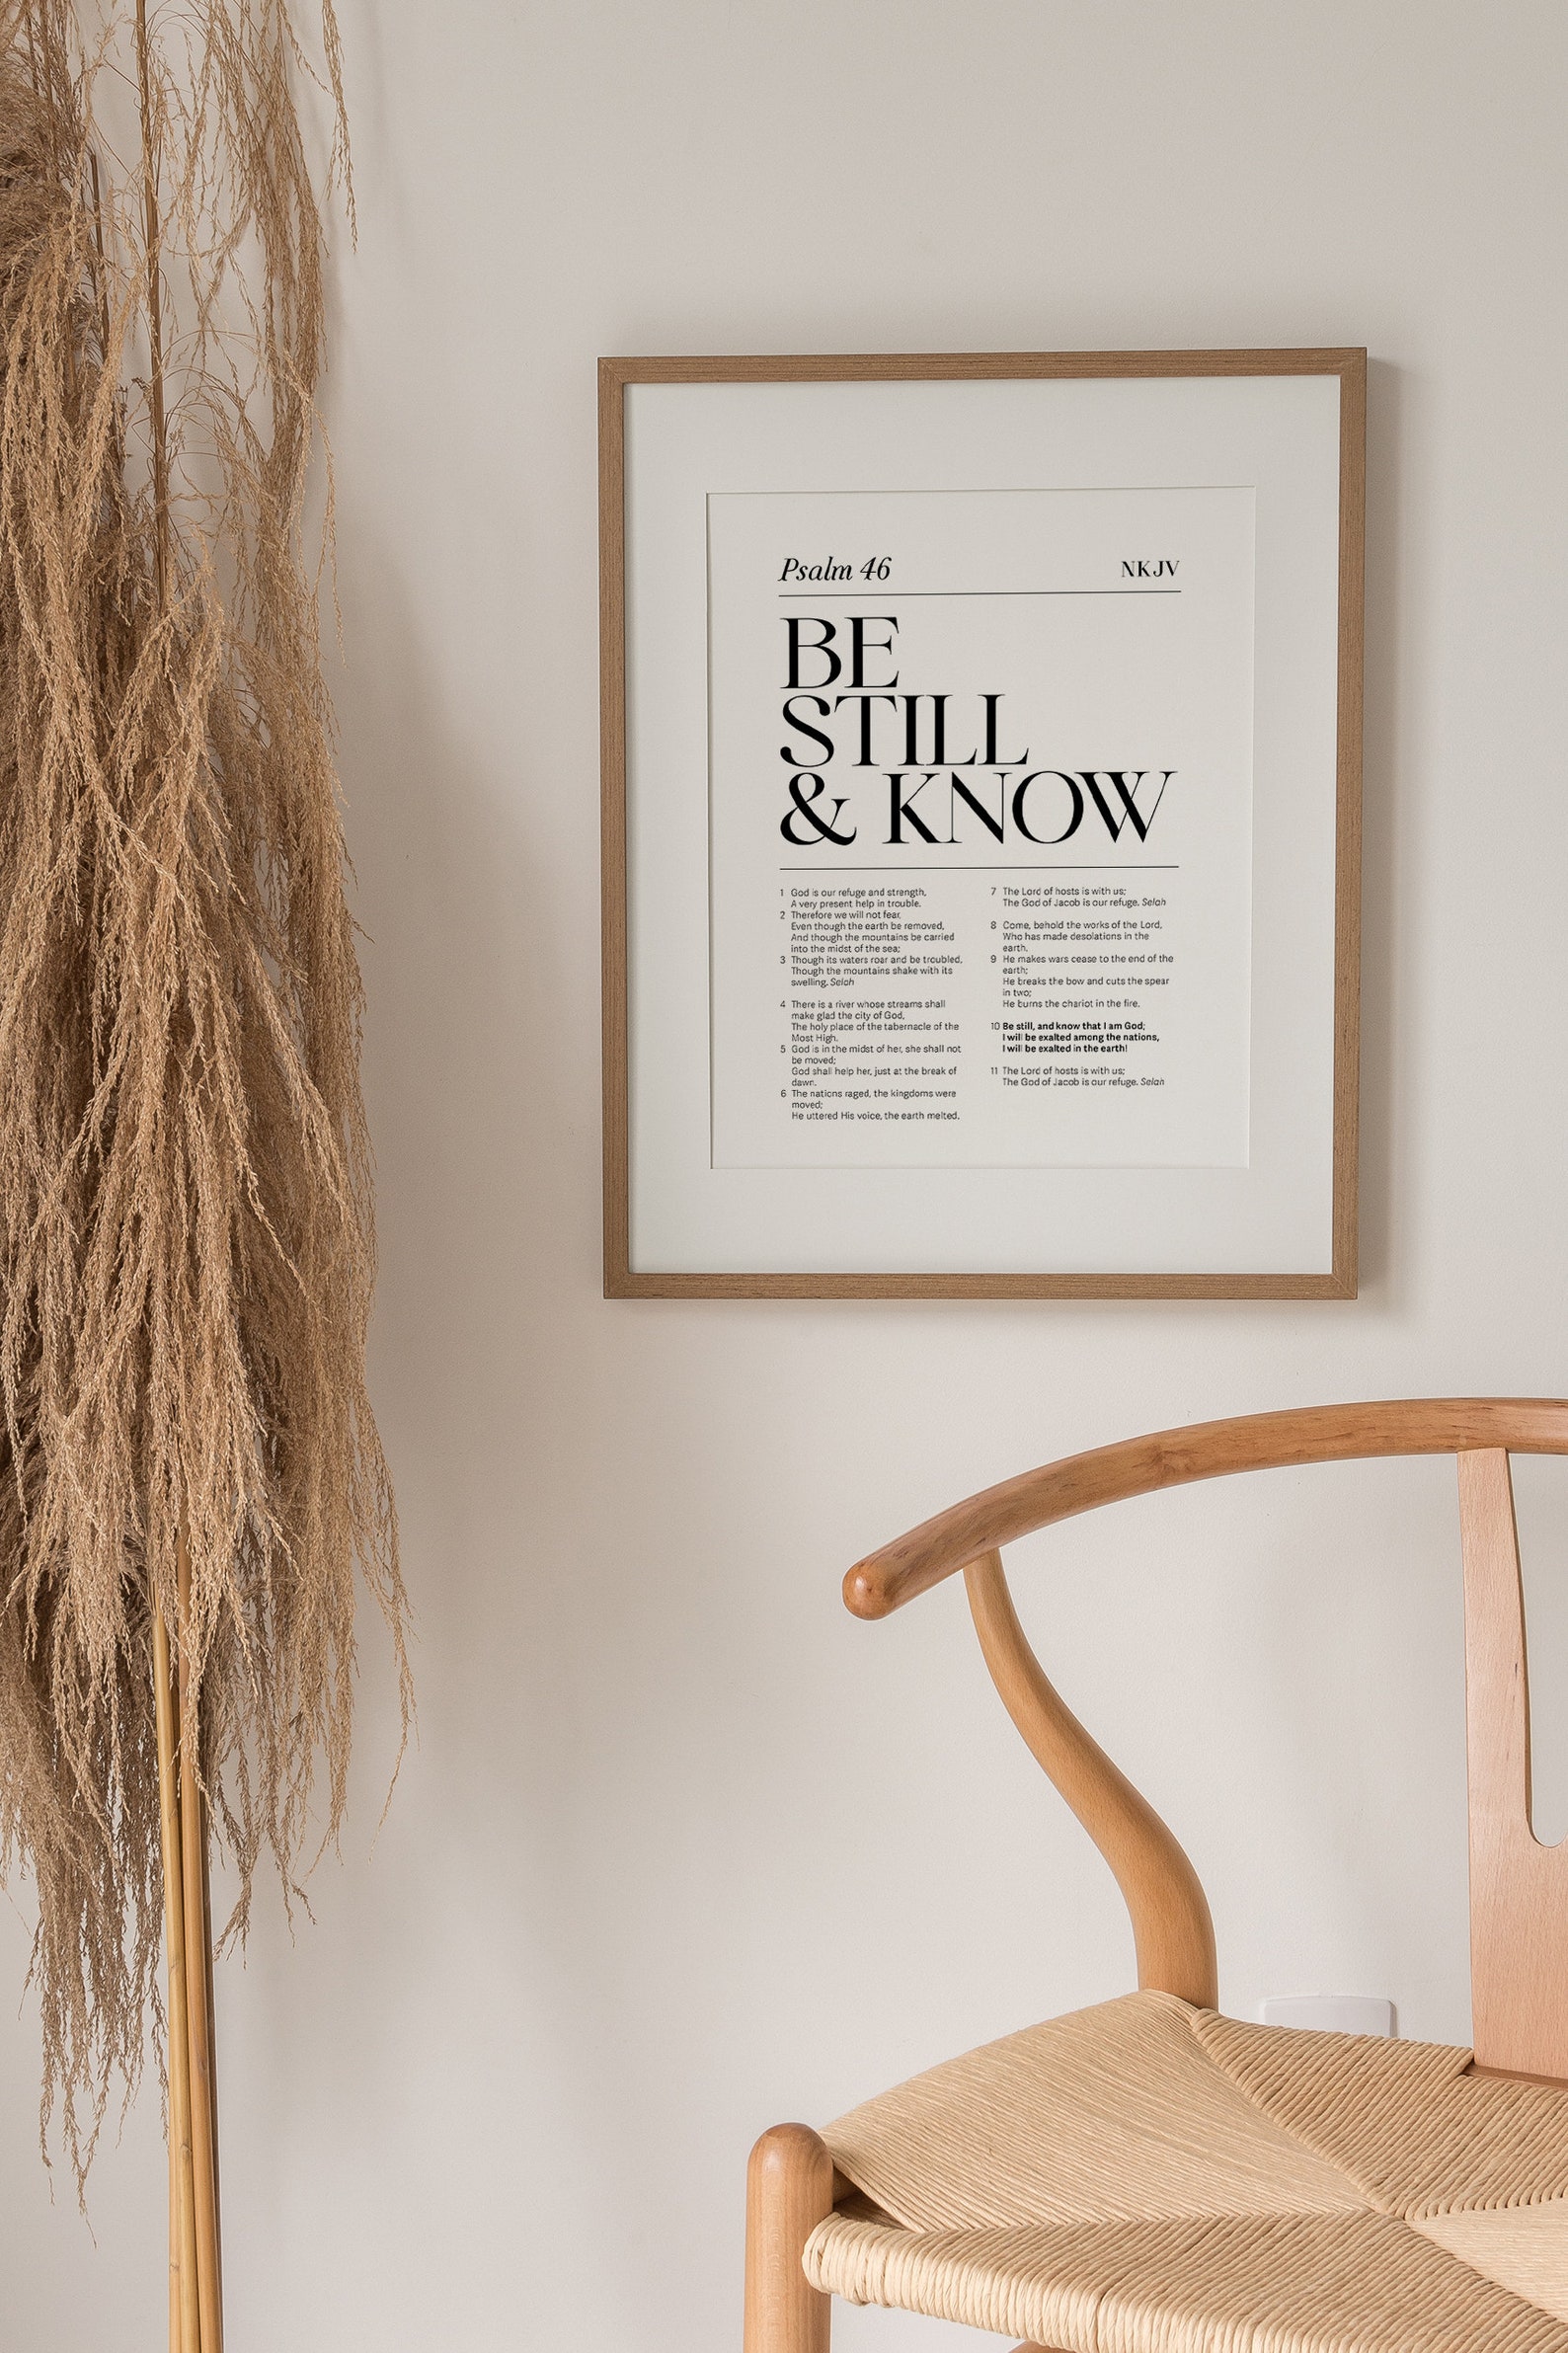 Psalm 46 NKJV
BE
STILL
& KNOW
1 God is our refuge and strength,
A very present help in trouble.
2 Therefore we will not fear,
Even though the earth be removed,
And though the mountains be carried
into the midst of the sea;
3 Though its waters roar and be troubled,
Though the mountains shake with its
swelling. Selah
4 There is a river whose streams shall
make glad the city of God,
The holy place of the tabernacle of the
Most High.
5 God is in the midst of her, she shall not
be moved;
God shall help her, just at the break of
dawn.
6 The nations raged, the kingdoms were
moved;
He uttered His voice, the earth melted.
7 The Lord of hosts is with us;
The God of Jacob is our refuge. Selah
8 Come, behold the works of the Lord,
Who has made desolations in the
earth.
9 He makes wars cease to the end of the
earth;
He breaks the bow and cuts the spear
in two;
He burns the chariot in the fire.
10 Be still, and know that I am God;
I will be exalted among the nations,
I will be exalted in the earth!
11 The Lord of hosts is with us;
The God of Jacob is our refuge. Selah